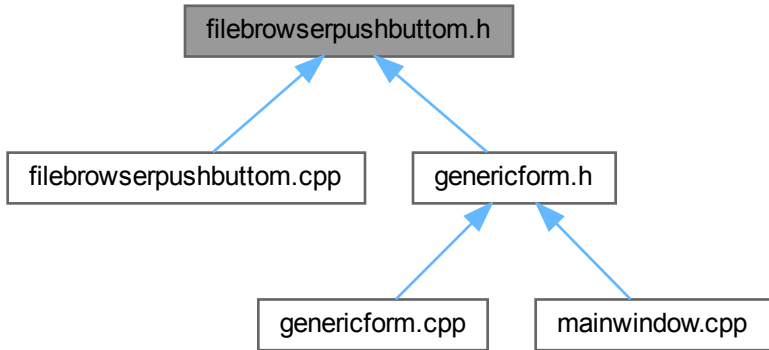 filebrowserpushbuttom.h
filebrowserpushbuttom.cpp
genericform.h
genericform.cpp
mainwindow.cpp